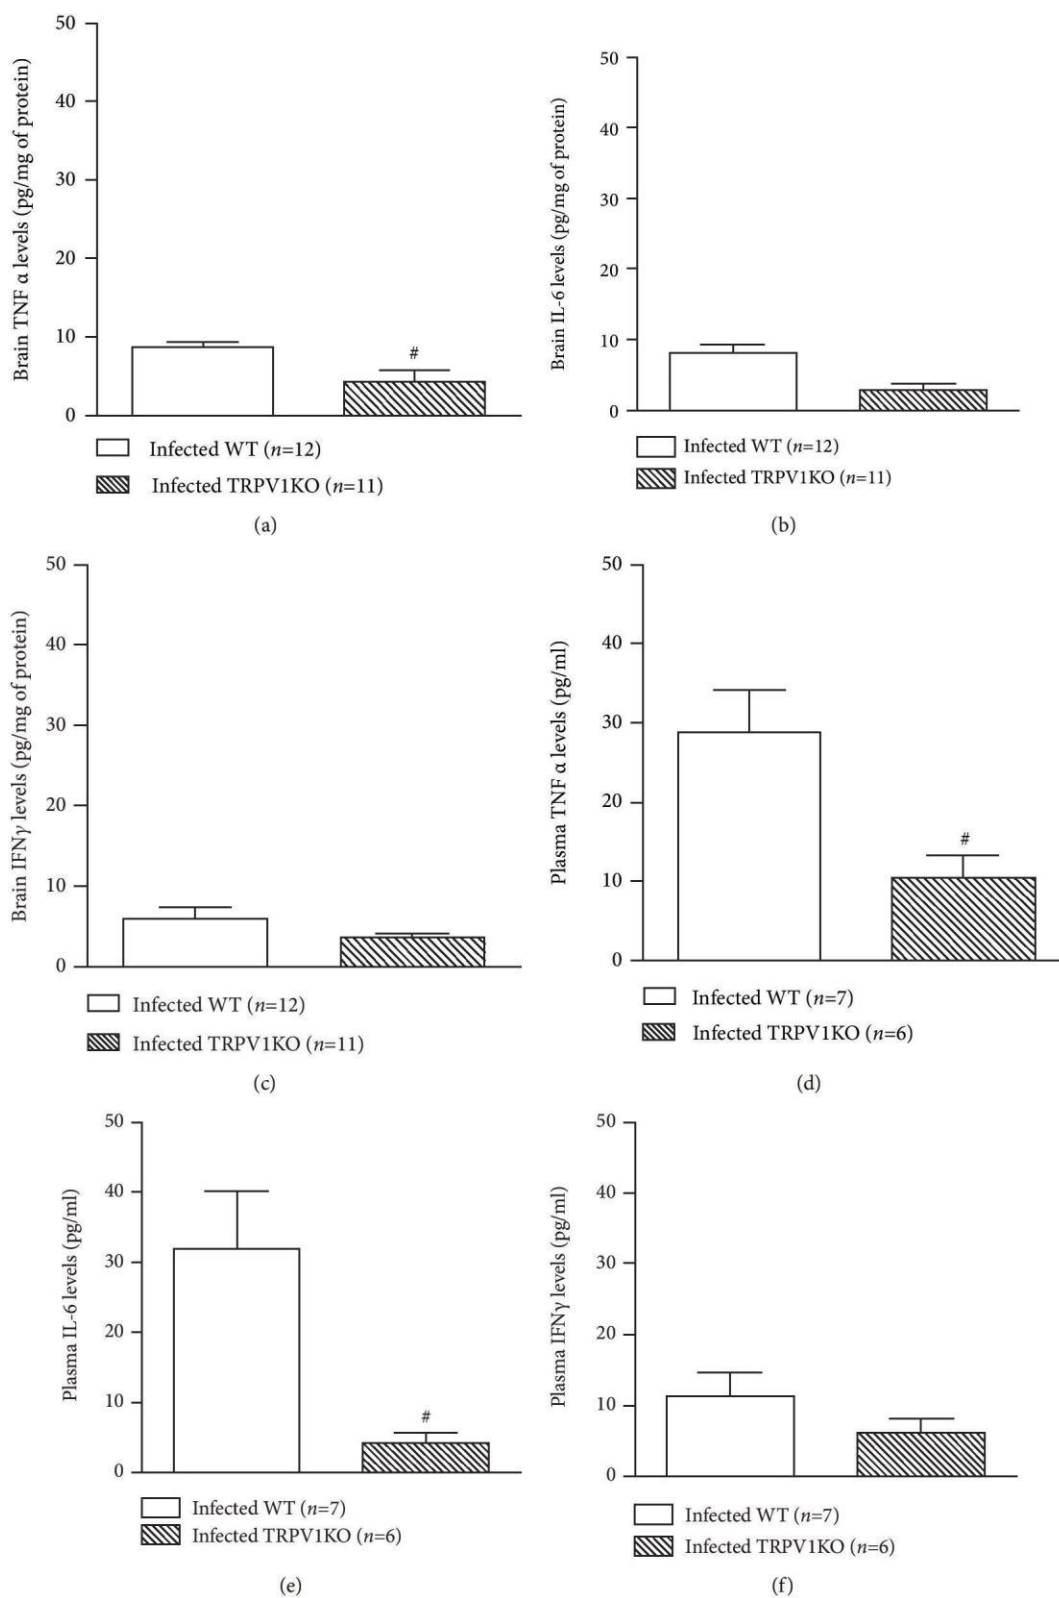 Brain TNF α levels (pg/mg of protein)
50
40
30
20
10
0
#
Infected WT (n=12)
Infected TRPV1KO (n=11)
(a)
Brain IL-6 levels (pg/mg of protein)
50
40
30
20
10
0
Infected WT (n=12)
Infected TRPV1KO (n=11)
(b)
Brain IFNγ levels (pg/mg of protein)
50
40
30
20
10
0
Infected WT (n=12)
Infected TRPV1KO (n=11)
(c)
Plasma TNF α levels (pg/ml)
50
40
30
20
10
0
#
Infected WT (n=7)
Infected TRPV1KO (n=6)
(d)
Plasma IL-6 levels (pg/ml)
50
40
30
20
10
0
#
Infected WT (n=7)
Infected TRPV1KO (n=6)
(e)
Plasma IFNγ levels (pg/ml)
50
40
30
20
10
0
Infected WT (n=7)
Infected TRPV1KO (n=6)
(f)